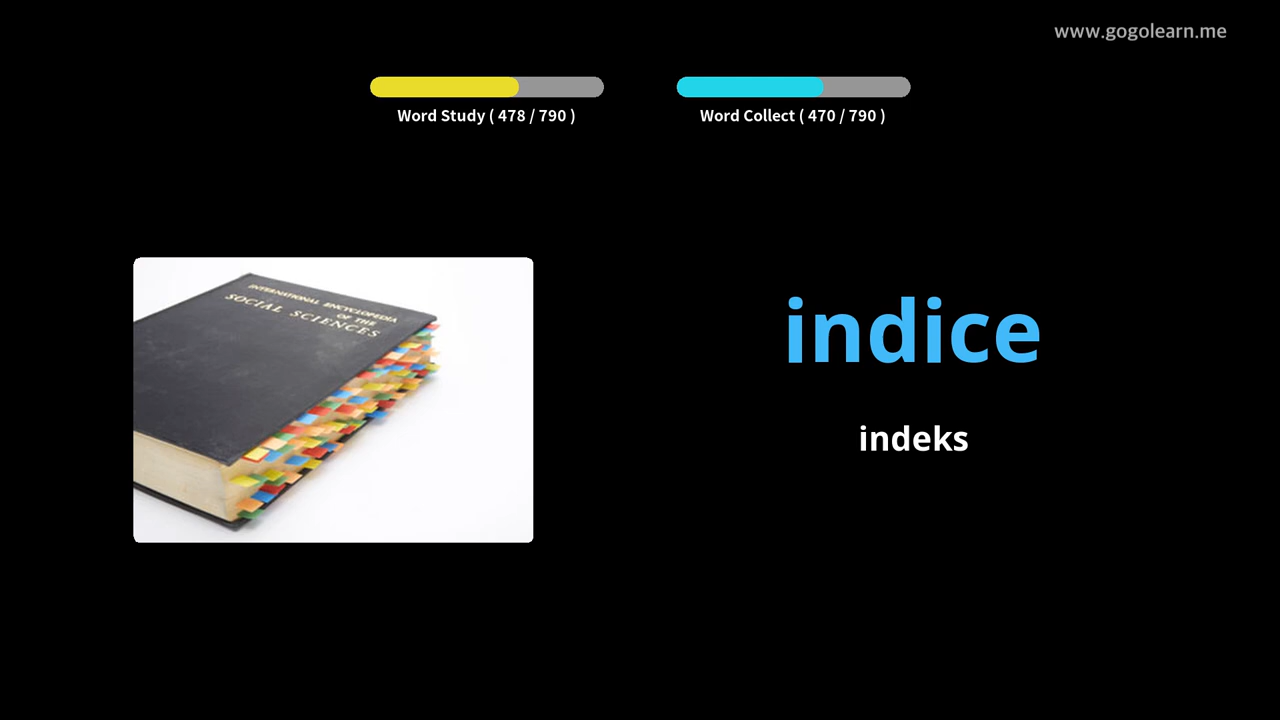 www.gogolearn.me
Word Study ( 478 / 790 )
Word Collect ( 470 / 790 )
INTERNATIONAL ENCYCLOPEDIA
OF THE
SOCIAL SCIENCES
indice
indeks